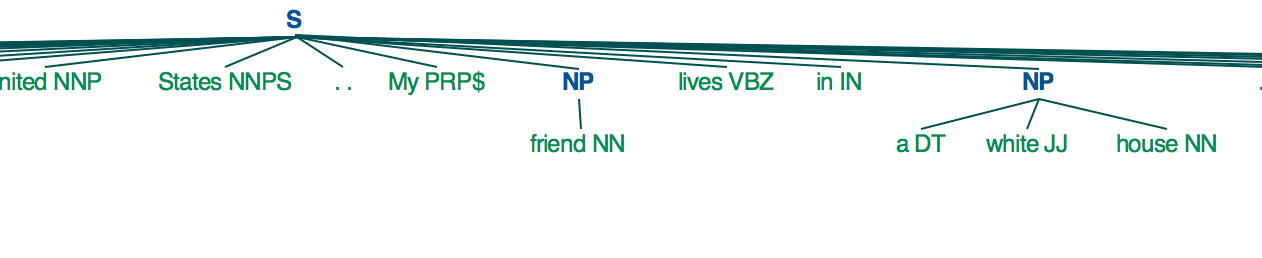 S
nited NNP States NNPS . . My PRP$ NP lives VBZ in IN NP .
friend NN a DT white JJ house NN